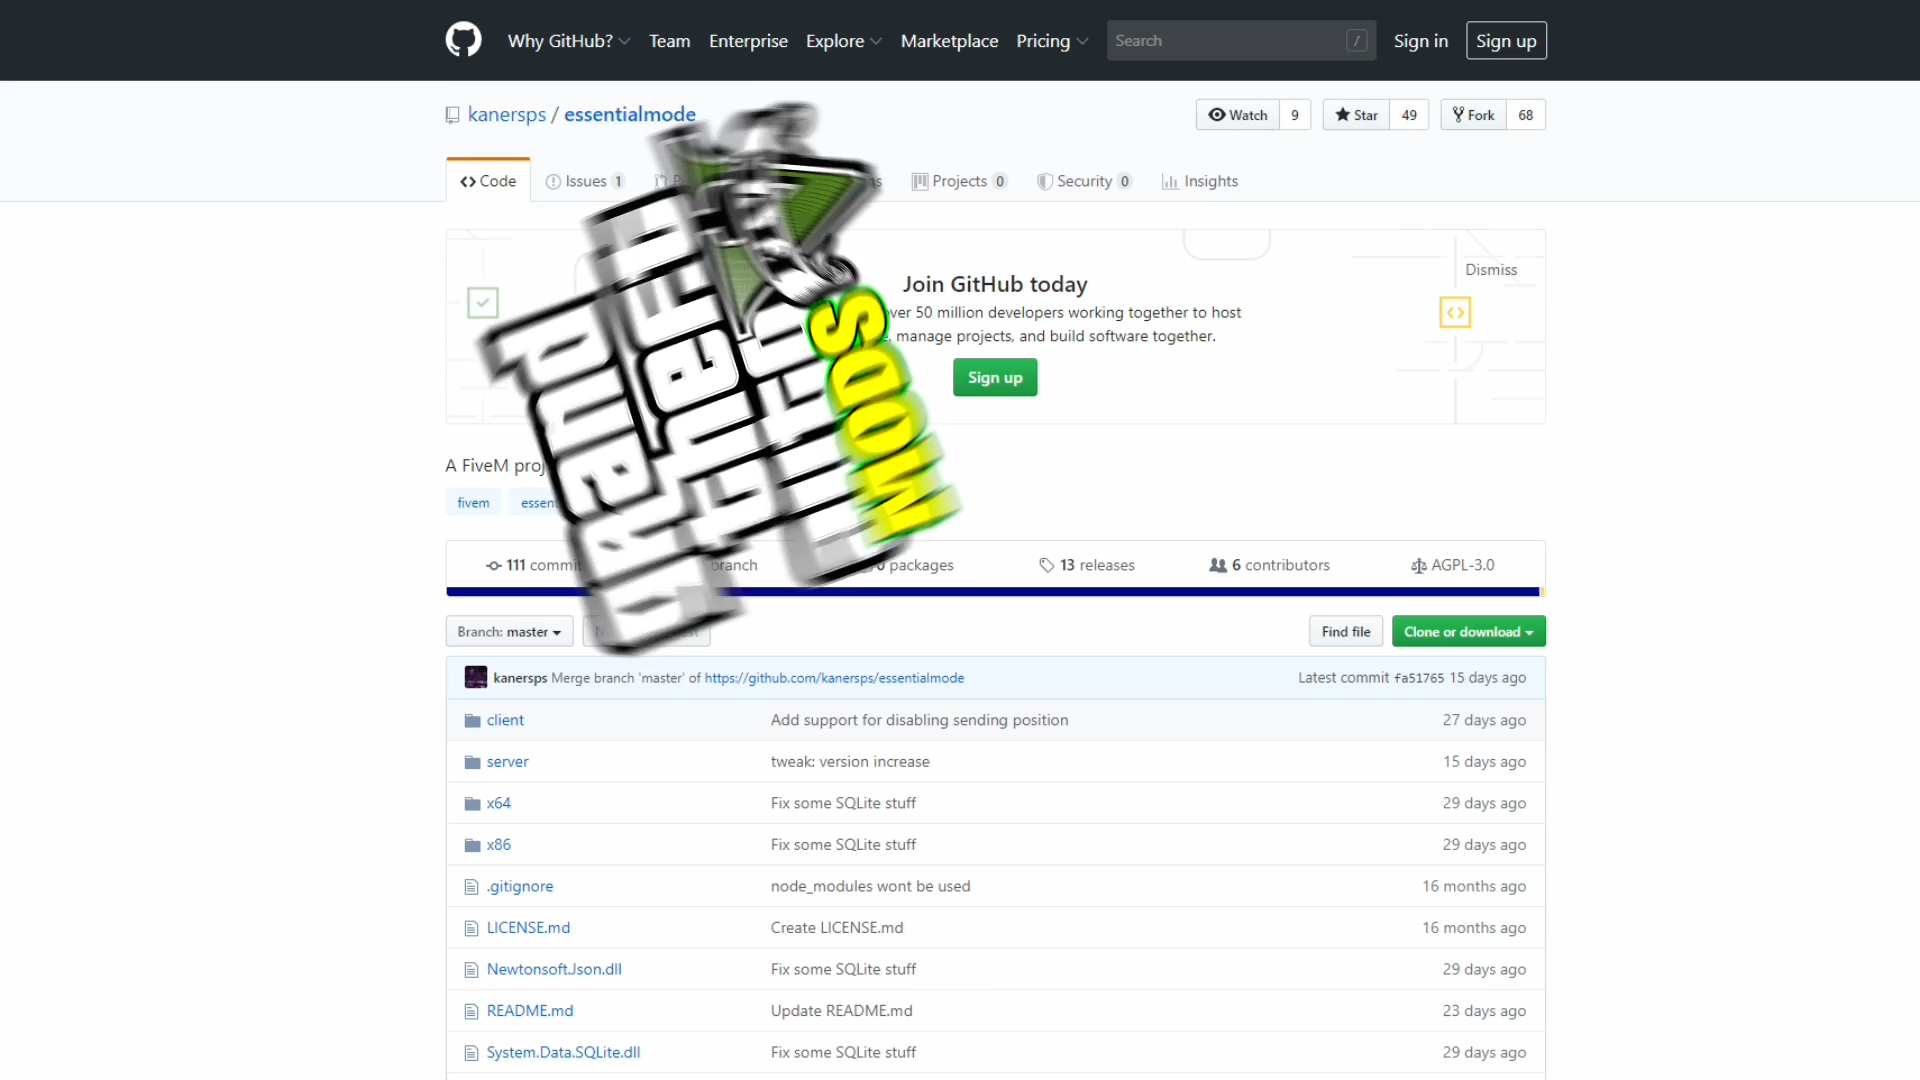 Why GitHub? Team Enterprise Explore Marketplace Pricing Search / Sign in Sign up
kanersps / essentialmode Watch 9 Star 49 Fork 68
Code Issues 1 Projects 0 Security 0 Insights
Dismiss
Join GitHub today
50 million developers working together to host
manage projects, and build software together.
Sign up
MODS
A FiveM
fivem
111 13 releases 6 contributors AGPL-3.0
packages
branch
Branch: master Find file Clone or download
kanersps Merge branch 'master' of https://github.com/kanersps/essentialmode Latest commit fa51765 15 days ago
client Add support for disabling sending position 27 days ago
server tweak: version increase 15 days ago
x64 Fix some SQLite stuff 29 days ago
x86 Fix some SQLite stuff 29 days ago
.gitignore node_modules wont be used 16 months ago
LICENSE.md Create LICENSE.md 16 months ago
Newtonsoft.Json.dll Fix some SQLite stuff 29 days ago
README.md Update README.md 23 days ago
System.Data.SQLite.dll Fix some SQLite stuff 29 days ago